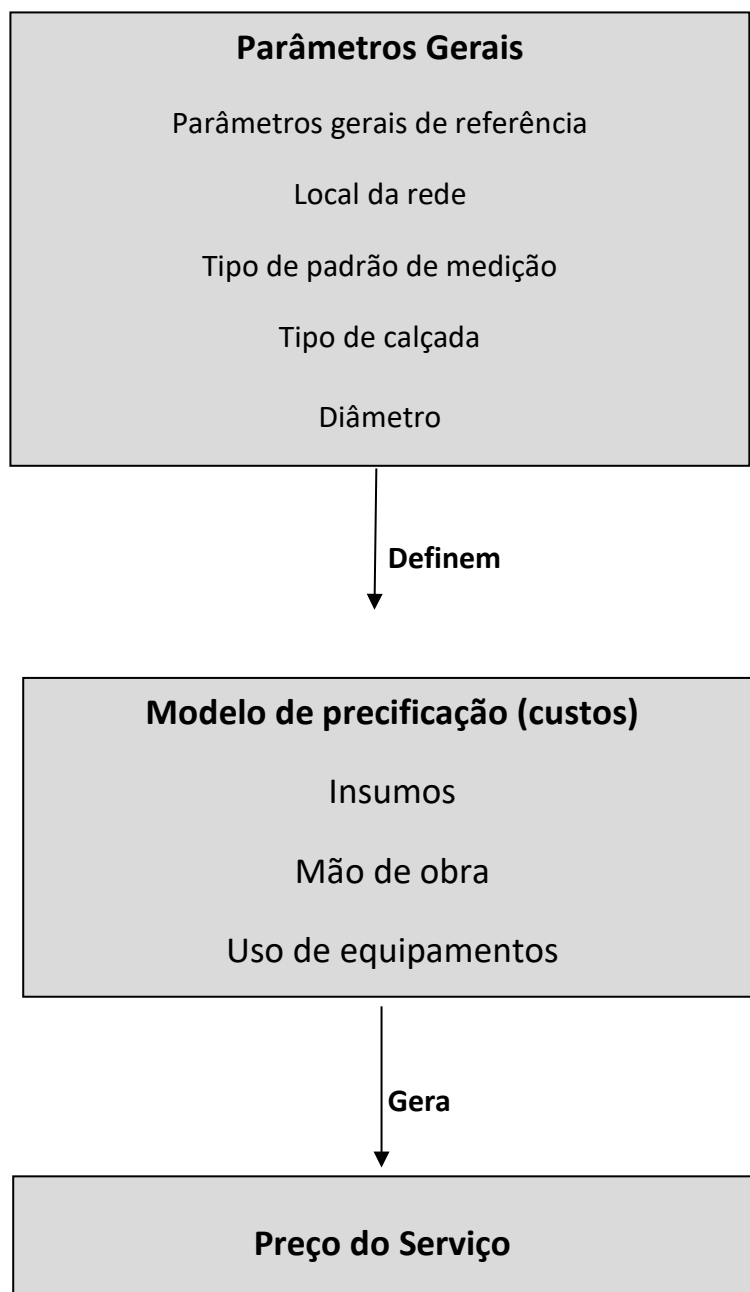 Parâmetros Gerais
Parâmetros gerais de referência
Local da rede
Tipo de padrão de medição
Tipo de calçada
Diâmetro
Definem
Modelo de precificação (custos)
Insumos
Mão de obra
Uso de equipamentos
Gera
Preço do Serviço